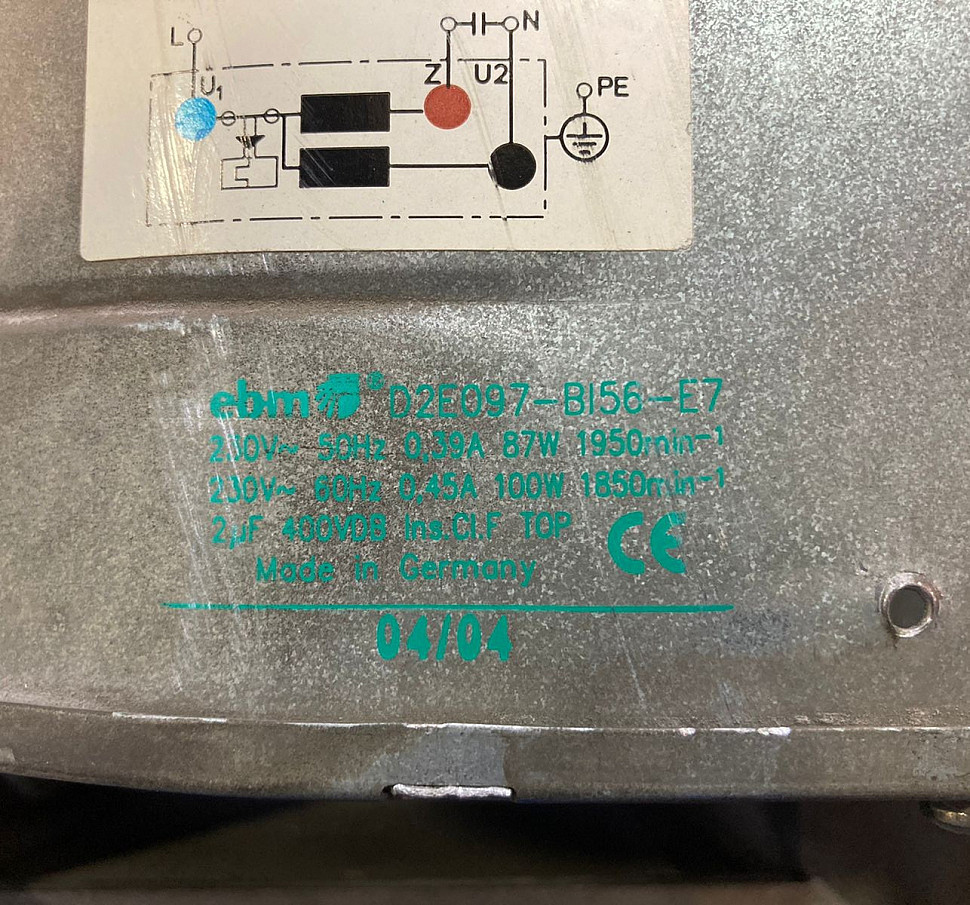 L N
Z U2
U1 PE
ebm® D2E097-BI56-E7
230V~ 50Hz 0,39A 87W 1950min-1
230V~ 60Hz 0,45A 100W 1850min-1
2µF 400VDB Ins.Cl.F TOP CE
Made in Germany
04/04